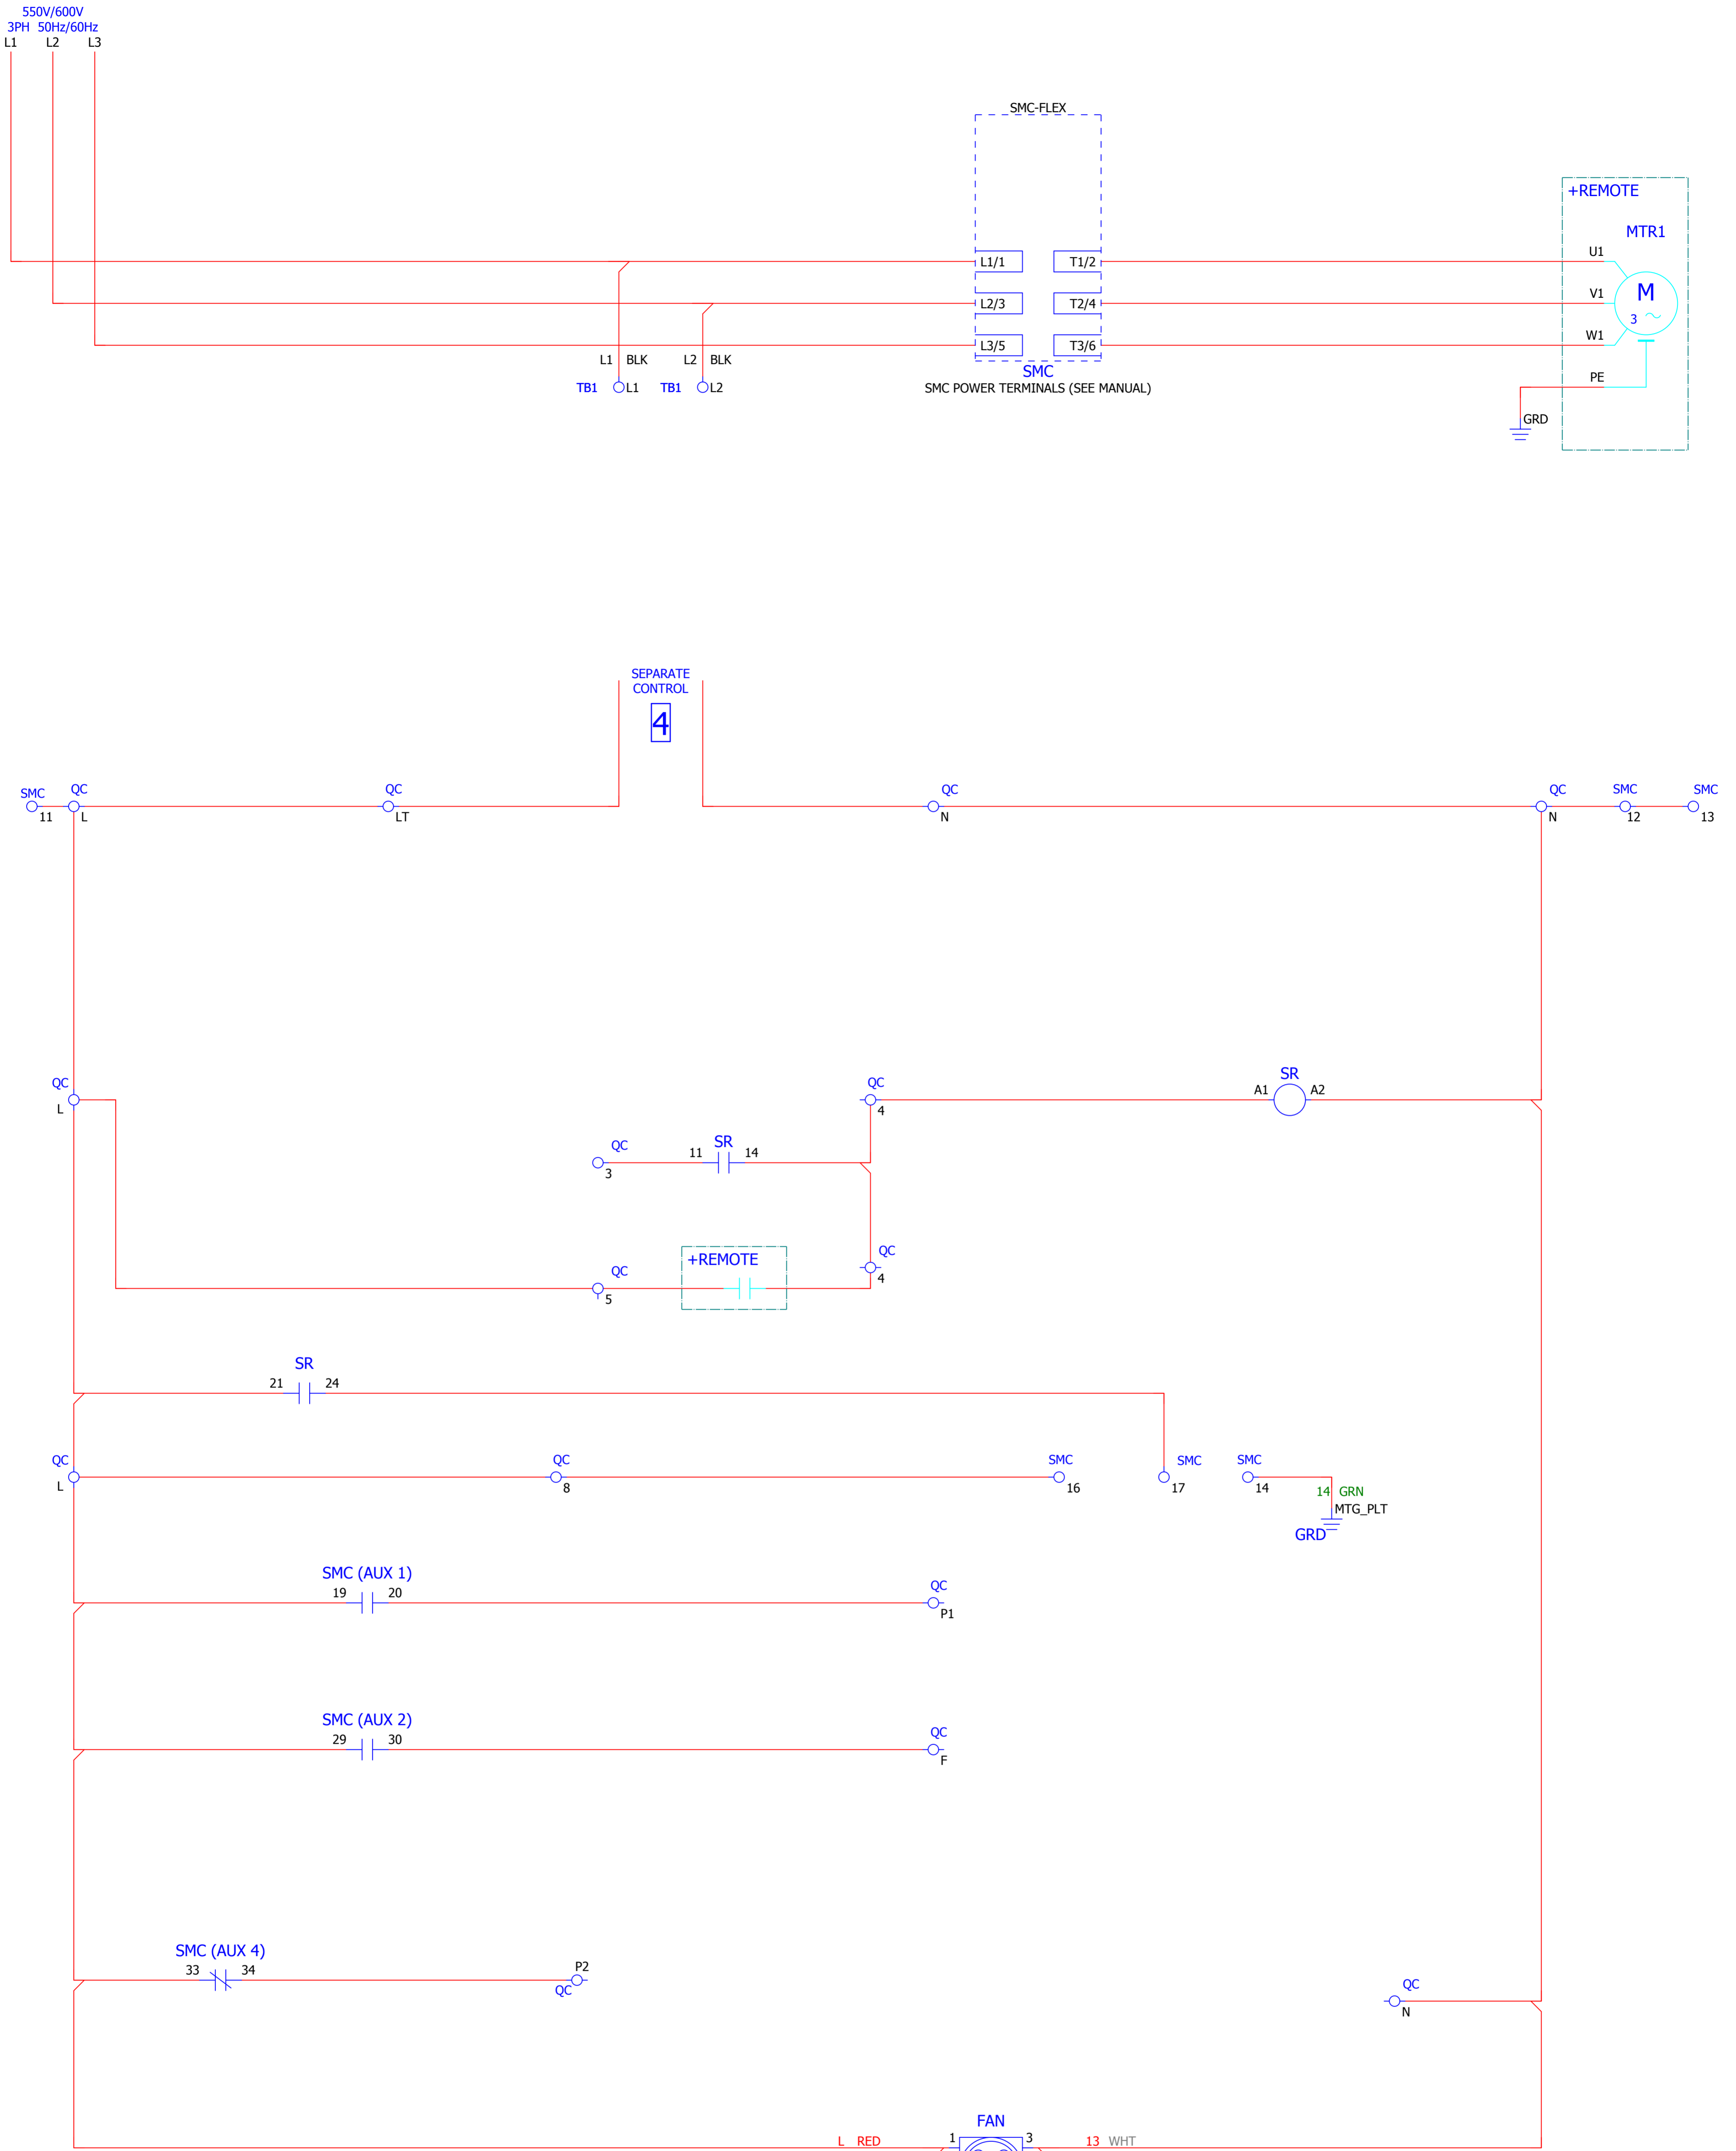 550V/600V
3PH 50Hz/60Hz
L1 L2 L3
SMC-FLEX
+REMOTE
MTR1
U1
L1/1 T1/2
V1 M
L2/3 T2/4
3
W1
L3/5 T3/6
L1 BLK L2 BLK
SMC
PE
TB1 L1 TB1 L2
SMC POWER TERMINALS (SEE MANUAL)
GRD
SEPARATE
CONTROL
4
SMC QC QC QC QC SMC SMC
11 L LT N N 12 13
SR
QC QC A1 A2
L 4
QC SR
11 14
3
QC
+REMOTE
QC 4
5
SR
21 24
QC QC SMC SMC SMC
L 8 16 17 14
14 GRN
MTG_PLT
GRD
SMC (AUX 1)
19 20 QC
P1
SMC (AUX 2)
29 30 QC
F
SMC (AUX 4)
33 34 P2
QC QC
N
FAN
L RED 1 3 13 WHT